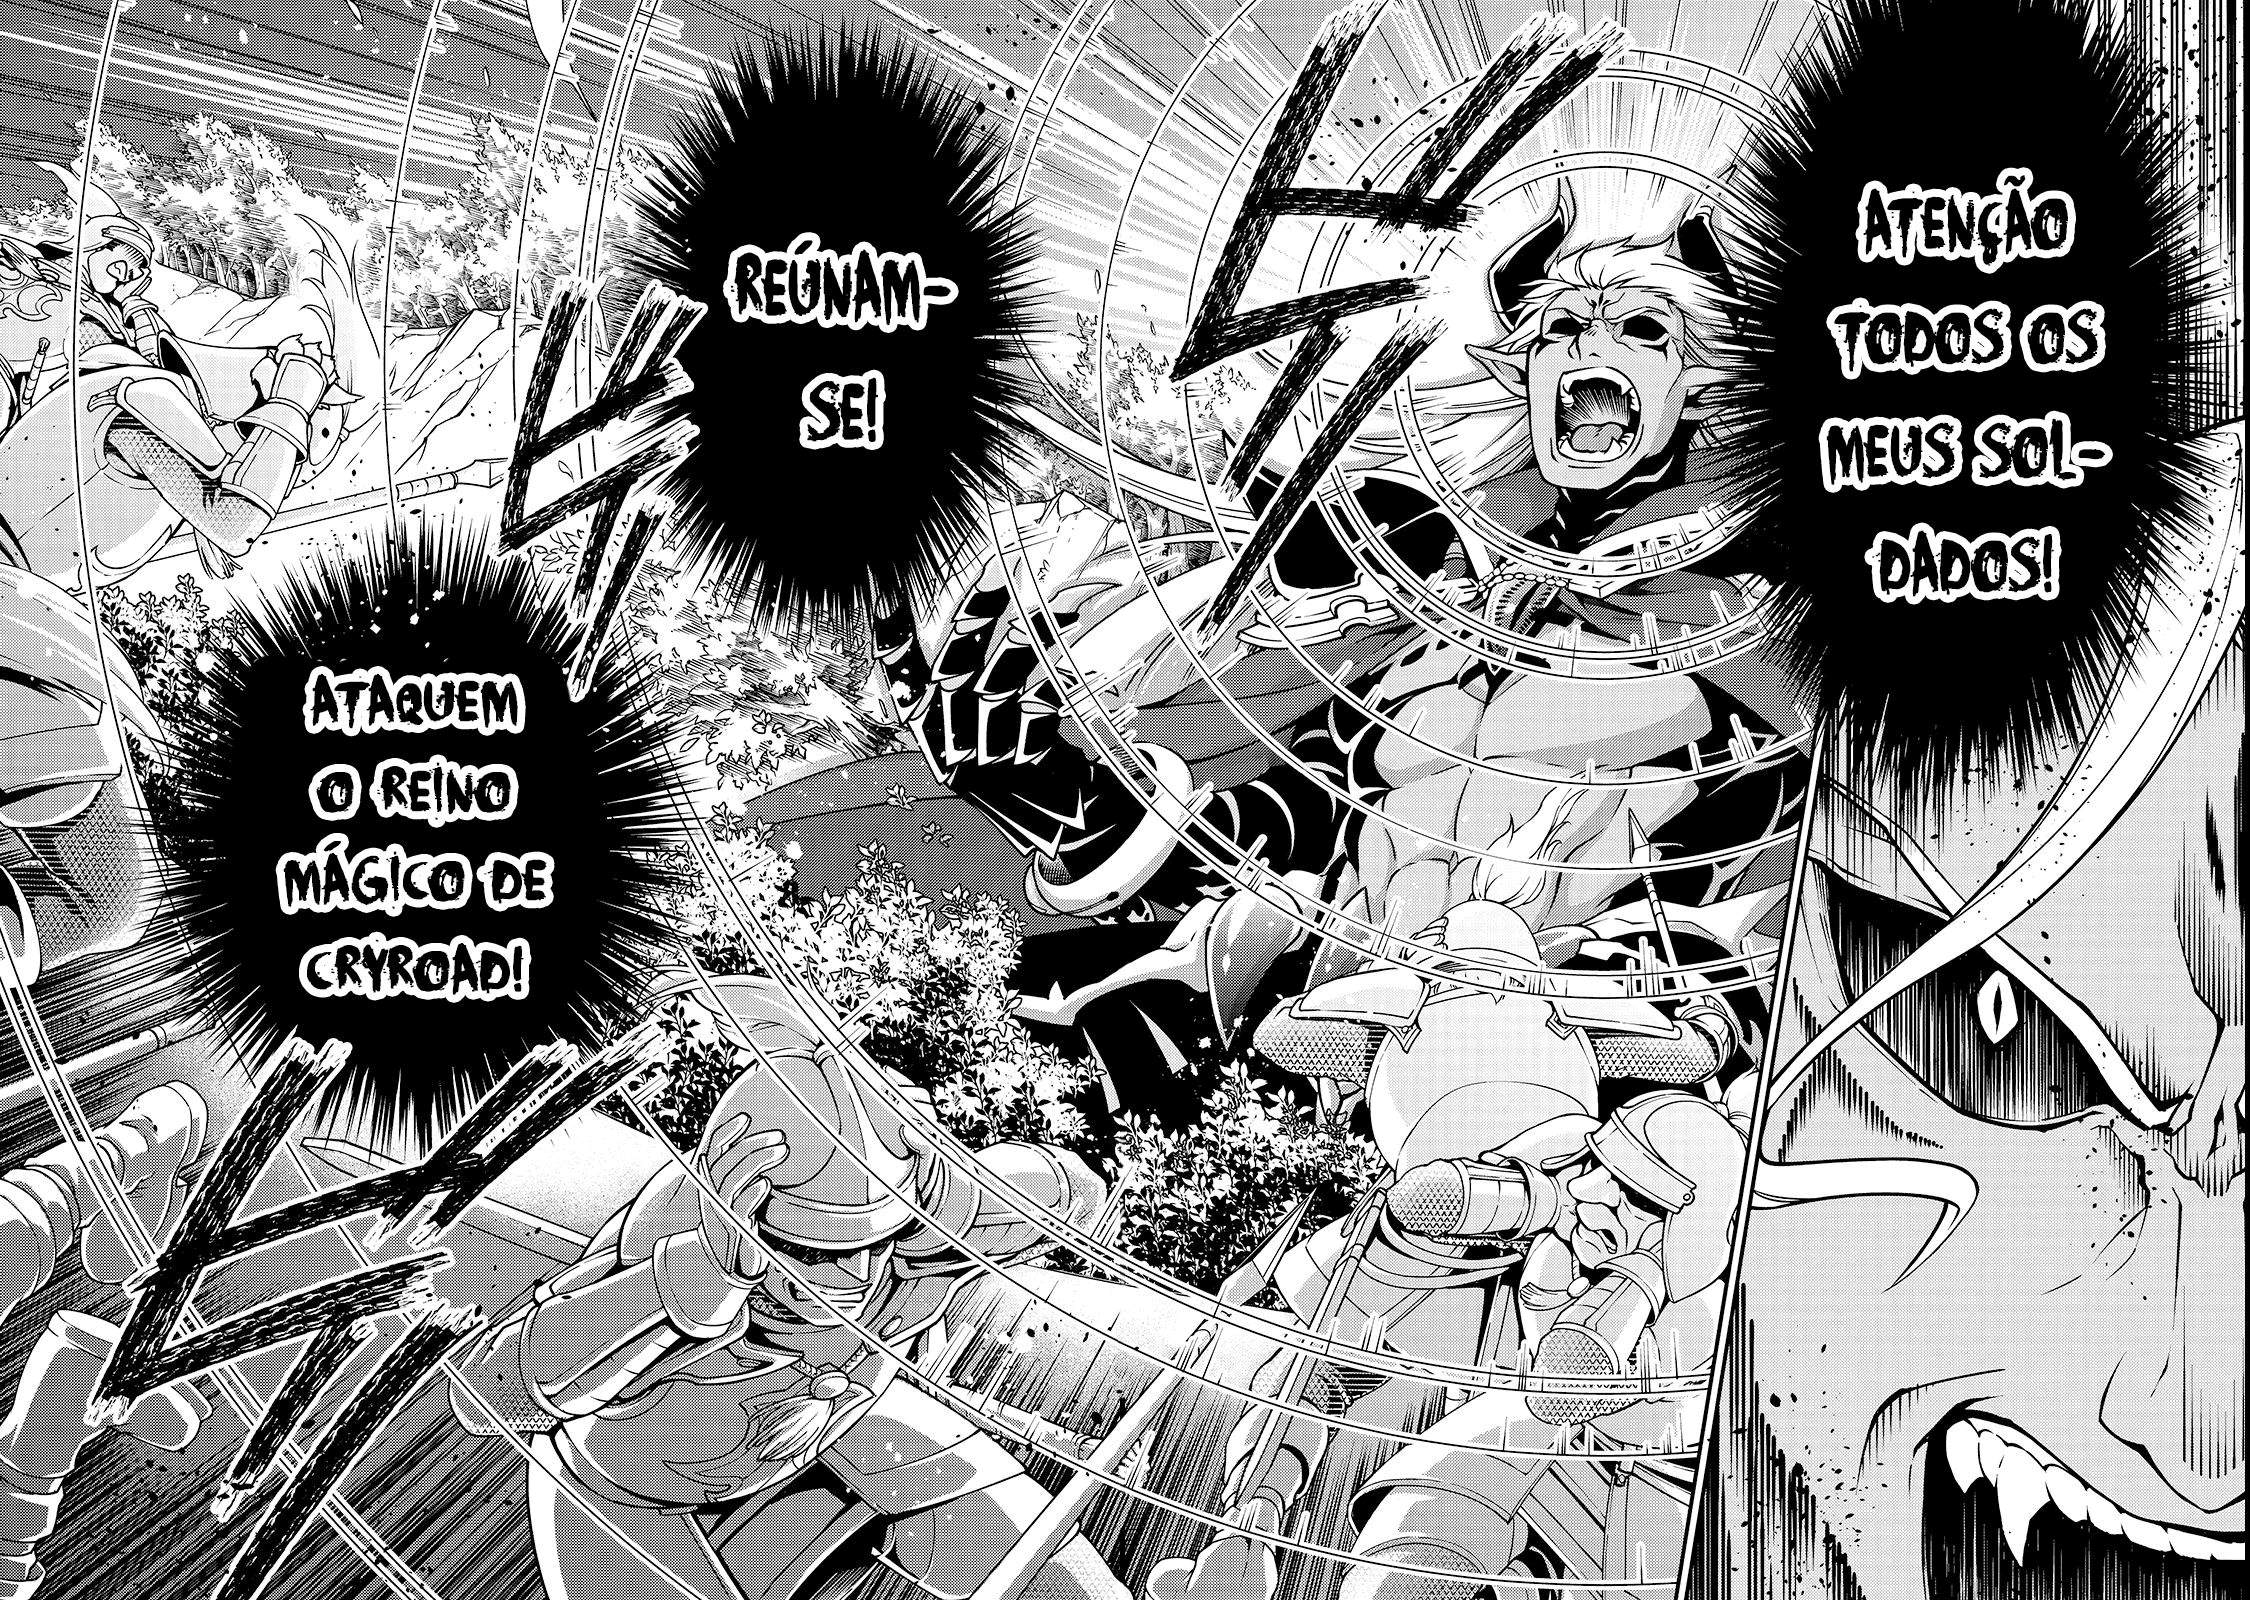 ATENÇÃO
TODOS OS
MEUS SOL-
DADOS!
REÚNAM-
SE!
ATAQUEM
O REINO
MÁGICO DE
CRYROAD!